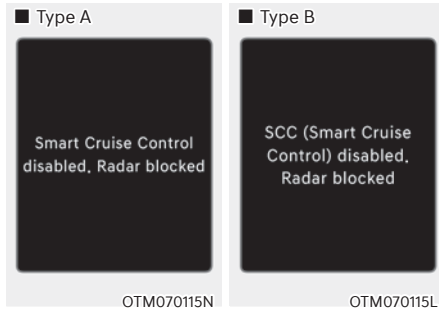 ■ Type A
Smart Cruise Control
disabled. Radar blocked
OTM070115N
■ Type B
SCC (Smart Cruise
Control) disabled.
Radar blocked
OTM070115L